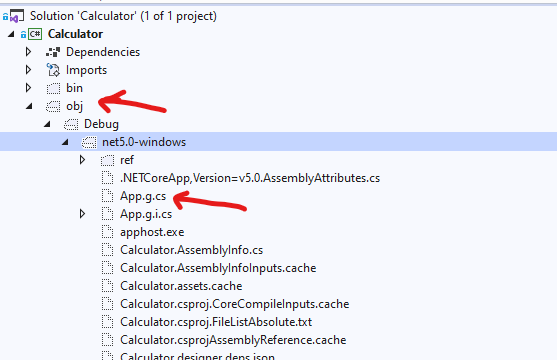 Solution 'Calculator' (1 of 1 project)
C# Calculator
Dependencies
Imports
bin
obj
Debug
net5.0-windows
ref
.NETCoreApp,Version=v5.0.AssemblyAttributes.cs
App.g.cs
App.g.i.cs
apphost.exe
Calculator.AssemblyInfo.cs
Calculator.AssemblyInfoInputs.cache
Calculator.assets.cache
Calculator.csproj.CoreCompileInputs.cache
Calculator.csproj.FileListAbsolute.txt
Calculator.csprojAssemblyReference.cache
Calculator.designer.deps.json